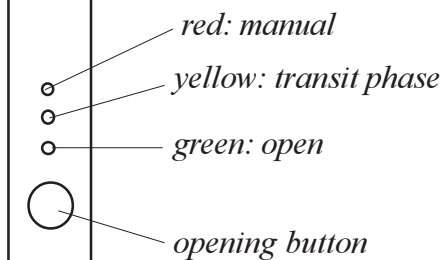 red: manual
yellow: transit phase
green: open
opening button